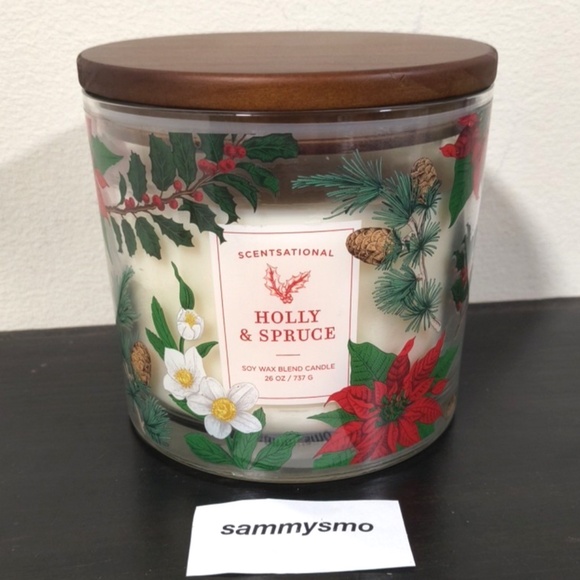 SCENTSATIONAL
HOLLY
& SPRUCE
SOY WAX BLEND CANDLE
26 OZ / 737 G
sammysmo